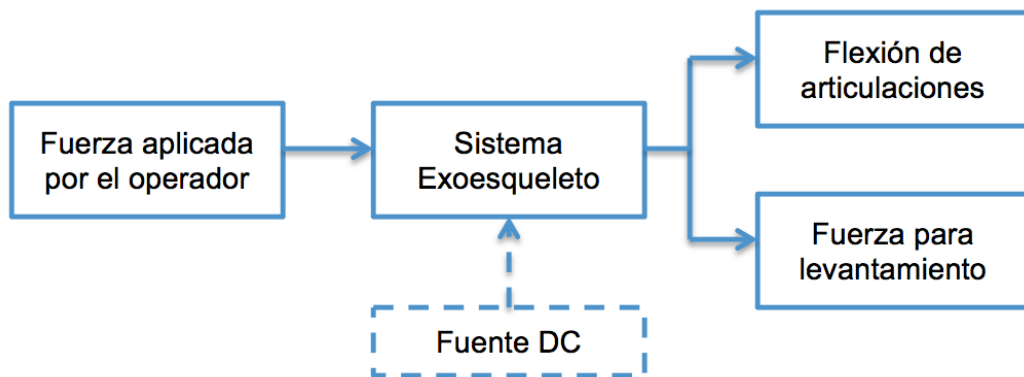 Fuerza aplicada
por el operador
Sistema
Exoesqueleto
Flexión de
articulaciones
Fuerza para
levantamiento
Fuente DC